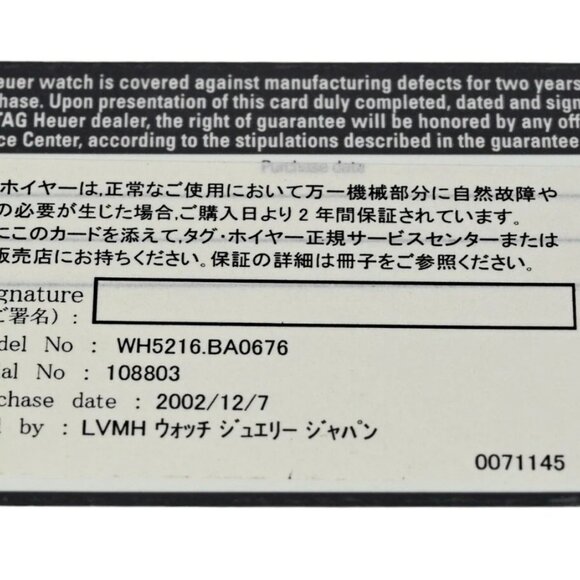 euer watch is covered against manufacturing defects for two years
hase. Upon presentation of this card duly completed, dated and sign
TAG Heuer dealer, the right of guarantee will be honored by any off
ice Center, according to the stipulations described in the guarantee
Purchase date
ホイヤーは,正常なご使用において万一機械部分に自然故障や
の必要が生じた場合,ご購入日より2年間保証されています。
にこのカードを添えて,タグ・ホイヤー正規サービスセンターまたは
販売店にお持ちください。保証の詳細は冊子をご参照ください。
ignature
ご署名) :
del No : WH5216.BA0676
ial No : 108803
chase date : 2002/12/7
d by : LVMH ウォッチ ジュエリー ジャパン
0071145